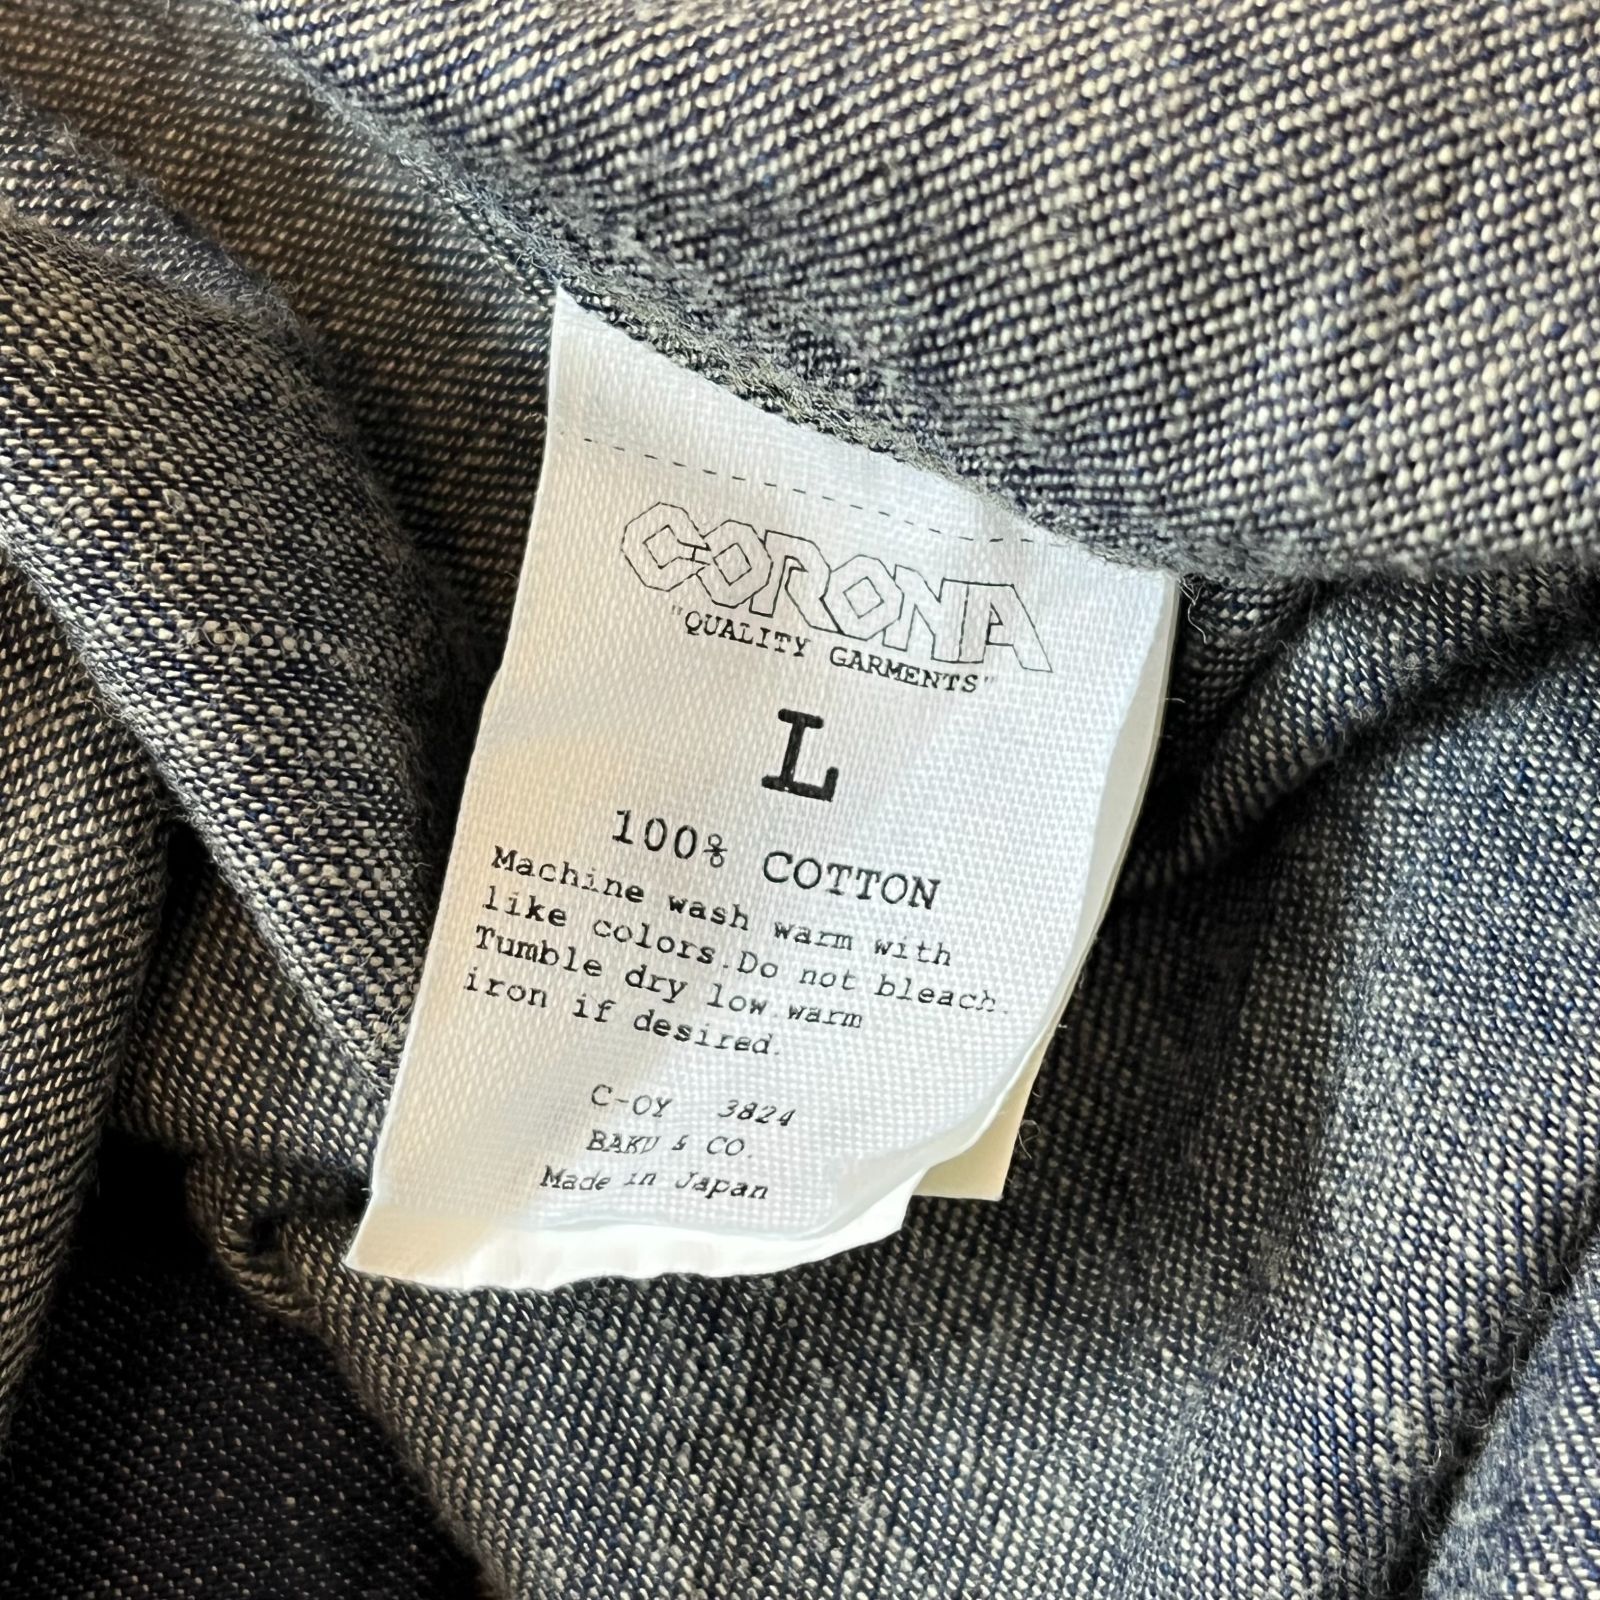 CORONA
"QUALITY GARMENTS"
L
100% COTTON
Machine wash warm with
like colors.Do not bleach.
Tumble dry low.warm
iron if desired.
C-OY 3824
BAKU & CO.
Made in Japan